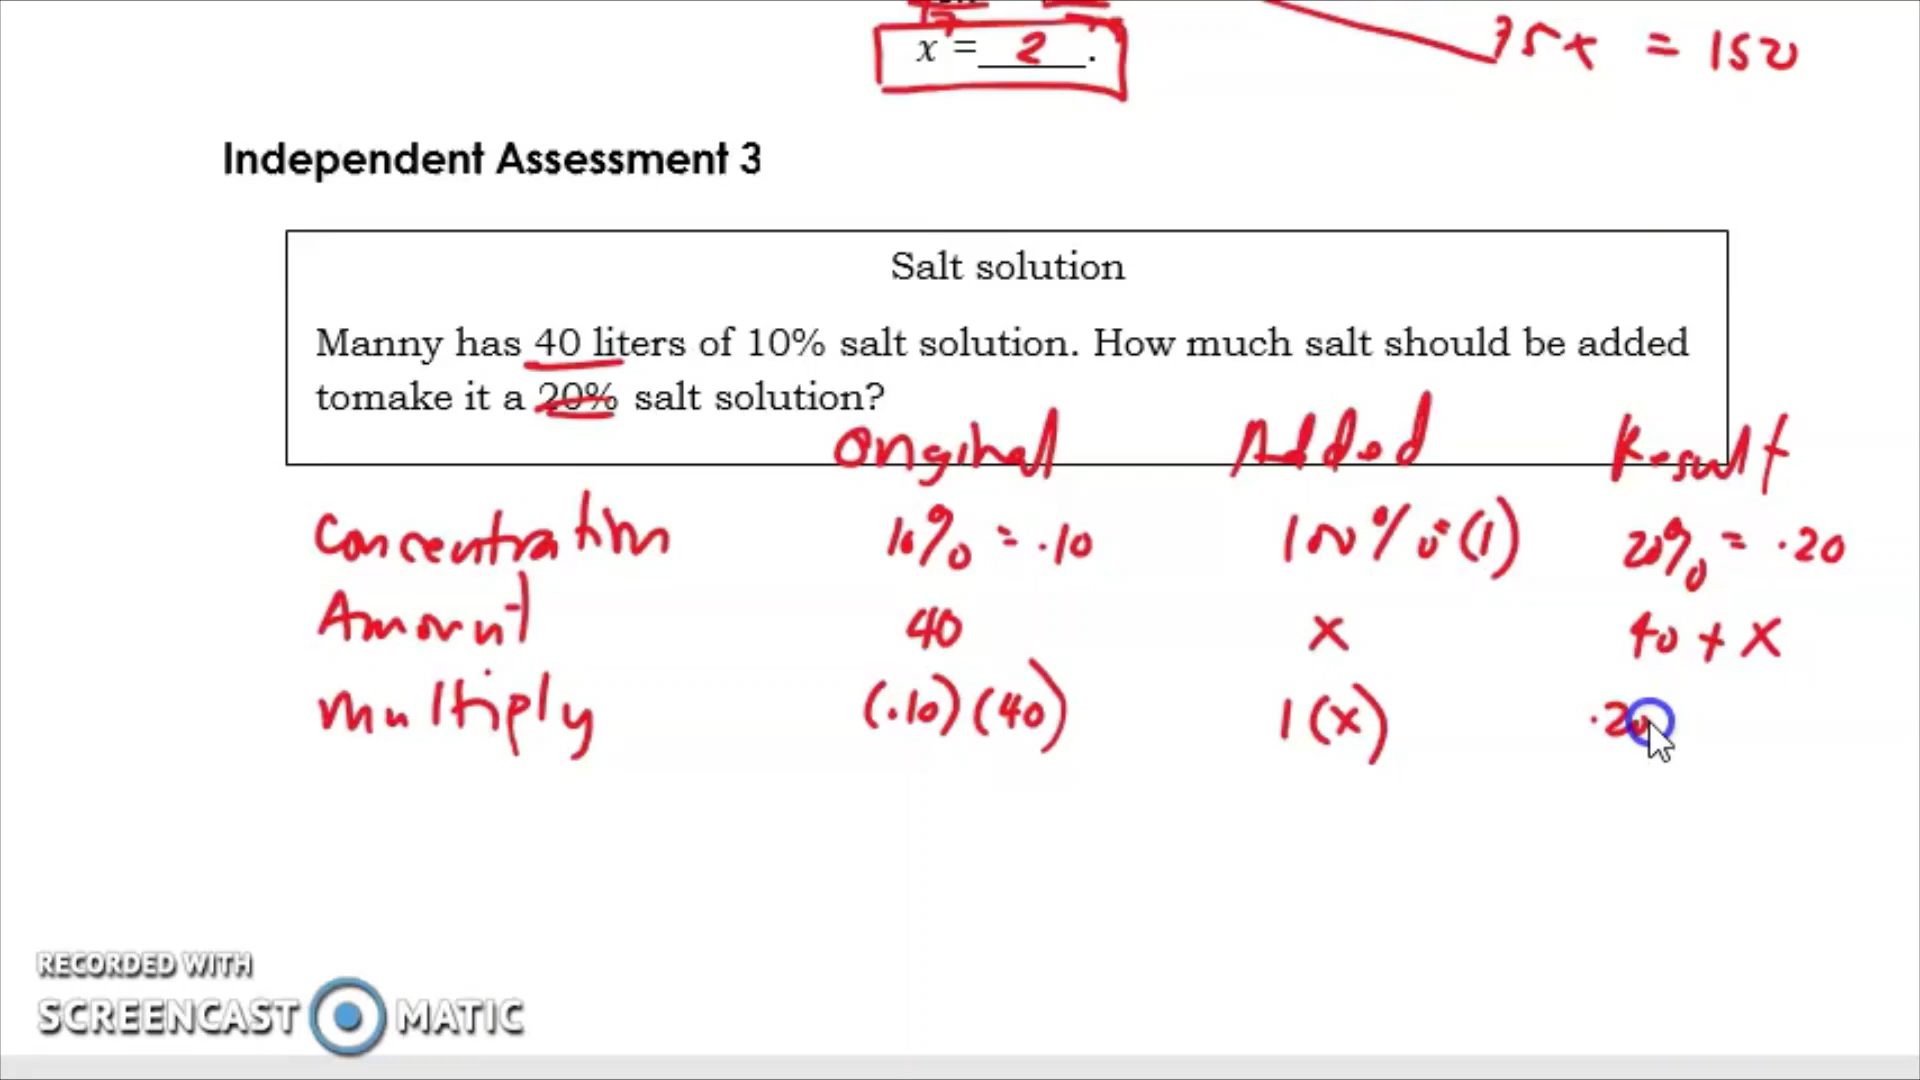 x = 2 .
75x = 150
Independent Assessment 3
Salt solution
Manny has 40 liters of 10% salt solution. How much salt should be added
tomake it a 20% salt solution?
Original Added Result
Concentration 10% = .10 100% = (1) 20% = .20
Amount 40 x 40 + x
Multiply (.10)(40) 1(x) .20
RECORDED WITH
SCREENCAST MATIC